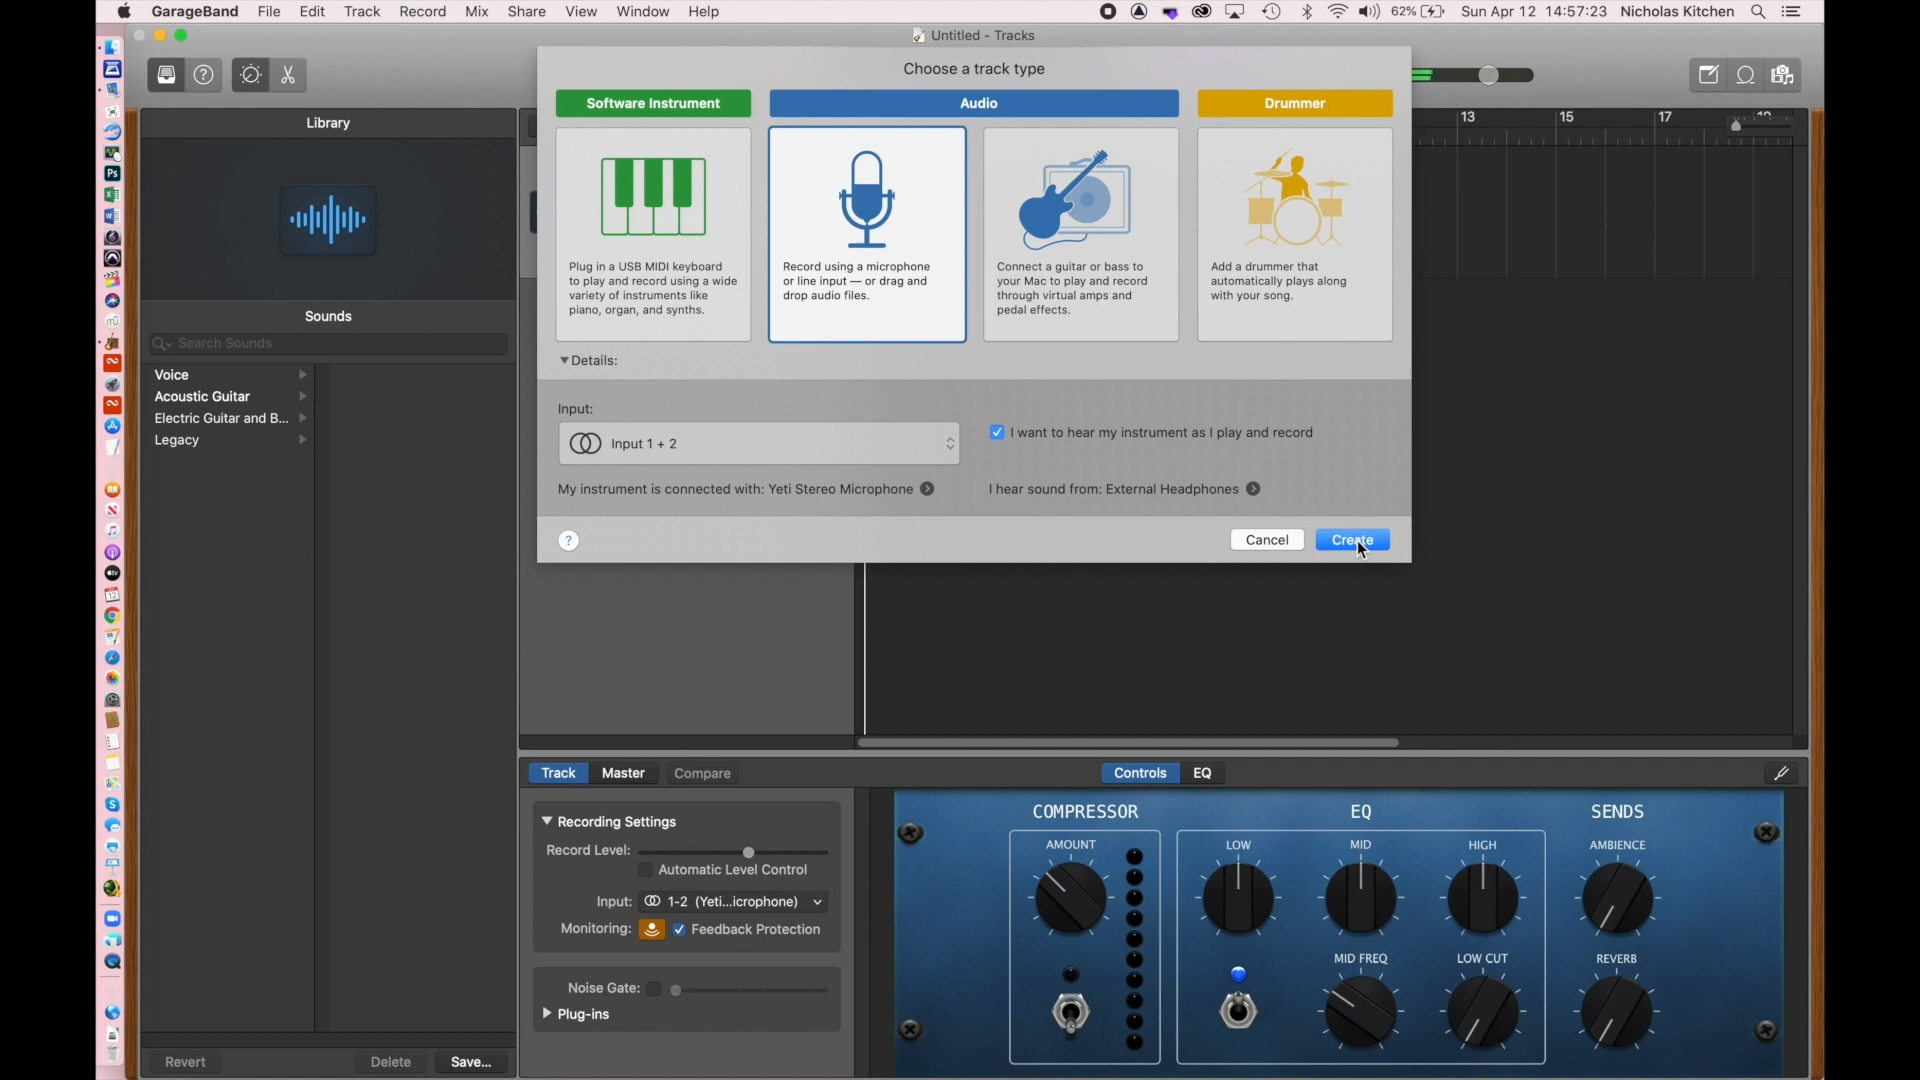 GarageBand File Edit Track Record Mix Share View Window Help
62% Sun Apr 12 14:57:23 Nicholas Kitchen
Untitled - Tracks
Choose a track type
Software Instrument
Audio
Drummer
Library
13 15 17
Plug in a USB MIDI keyboard
to play and record using a wide
variety of instruments like
piano, organ, and synths.
Record using a microphone
or line input — or drag and
drop audio files.
Connect a guitar or bass to
your Mac to play and record
through virtual amps and
pedal effects.
Add a drummer that
automatically plays along
with your song.
Sounds
Search Sounds
Voice
Acoustic Guitar
Electric Guitar and B...
Legacy
Details:
Input:
Input 1 + 2
I want to hear my instrument as I play and record
My instrument is connected with: Yeti Stereo Microphone
I hear sound from: External Headphones
?
Cancel
Create
Track Master Compare
Controls EQ
Recording Settings
Record Level:
Automatic Level Control
Input: 1-2 (Yeti...icrophone)
Monitoring: Feedback Protection
Noise Gate:
Plug-ins
COMPRESSOR
AMOUNT
EQ
LOW MID HIGH
MID FREQ LOW CUT
SENDS
AMBIENCE
REVERB
Revert Delete Save...